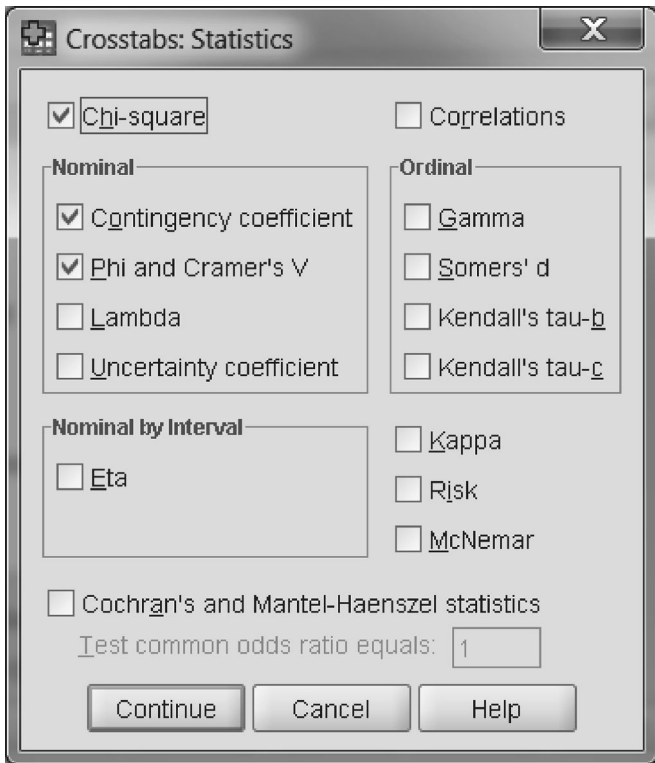 Crosstabs: Statistics
X
Chi-square
Correlations
Nominal
Contingency coefficient
Phi and Cramer's V
Lambda
Uncertainty coefficient
Ordinal
Gamma
Somers' d
Kendall's tau-b
Kendall's tau-c
Nominal by Interval
Eta
Kappa
Risk
McNemar
Cochran's and Mantel-Haenszel statistics
Test common odds ratio equals: 1
Continue Cancel Help